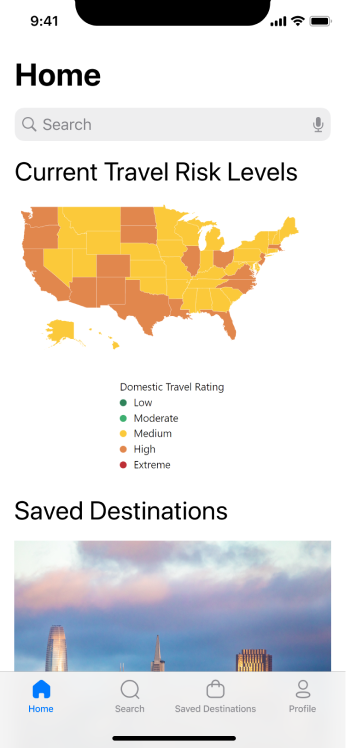 9:41
Home
Search
Current Travel Risk Levels
Domestic Travel Rating
Low
Moderate
Medium
High
Extreme
Saved Destinations
Home
Search
Saved Destinations
Profile